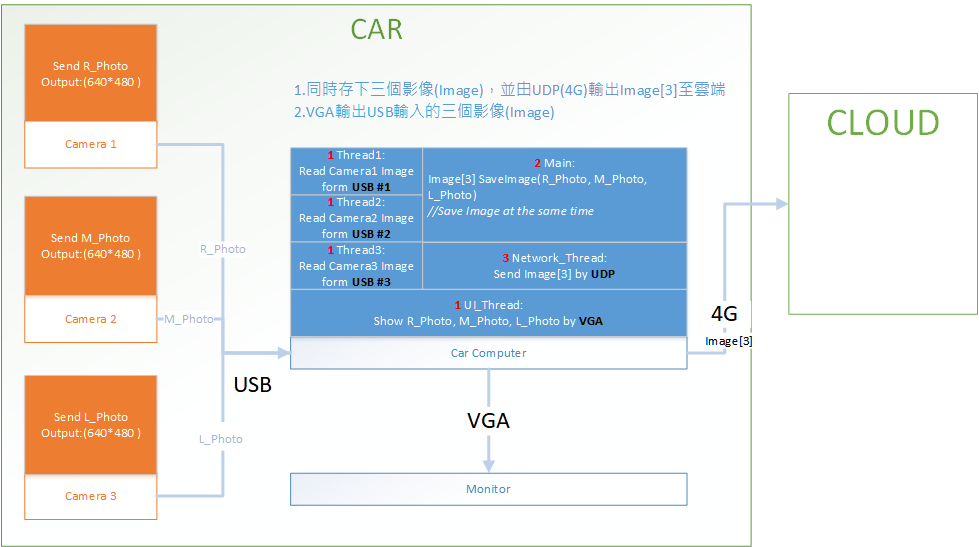 CAR
1.同時存下三個影像(Image)，並由UDP(4G)輸出Image[3]至雲端
2.VGA輸出USB輸入的三個影像(Image)
Send R_Photo
Output:(640*480 )
Camera 1
Send M_Photo
Output:(640*480 )
Camera 2
Send L_Photo
Output:(640*480 )
Camera 3
R_Photo
M_Photo
L_Photo
USB
1 Thread1:
Read Camera1 Image
form USB #1
1 Thread2:
Read Camera2 Image
form USB #2
1 Thread3:
Read Camera3 Image
form USB #3
2 Main:
Image[3] SaveImage(R_Photo, M_Photo,
L_Photo)
//Save Image at the same time
3 Network_Thread:
Send Image[3] by UDP
1 UI_Thread:
Show R_Photo, M_Photo, L_Photo by VGA
Car Computer
VGA
Monitor
4G
Image[3]
CLOUD